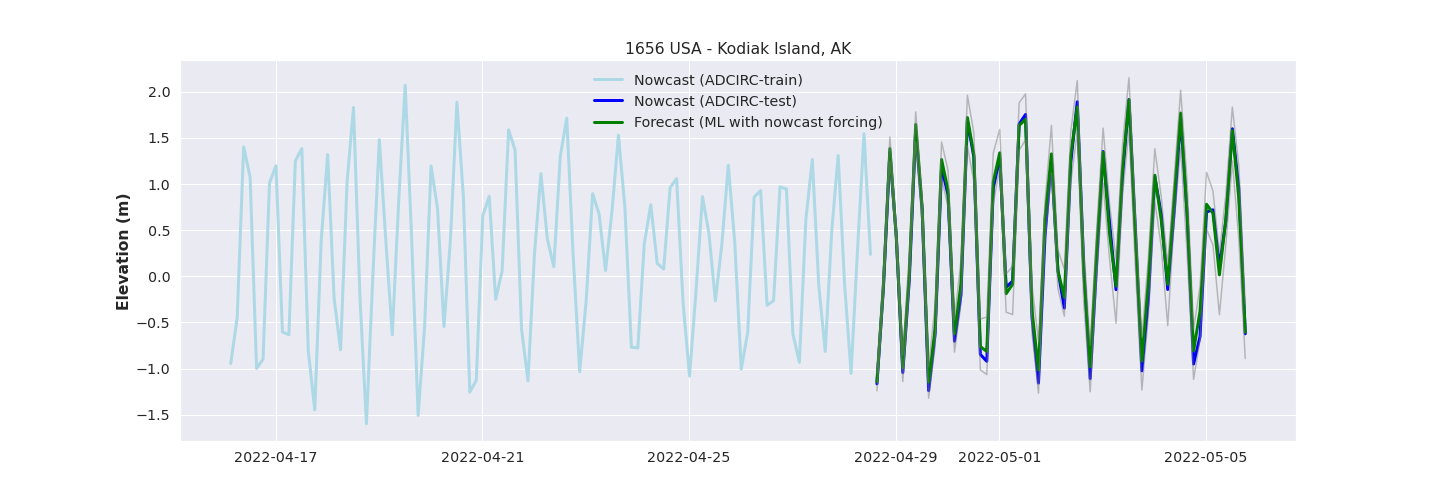 1656 USA - Kodiak Island, AK
Nowcast (ADCIRC-train)
Nowcast (ADCIRC-test)
Forecast (ML with nowcast forcing)
Elevation (m)
2.0
1.5
1.0
0.5
0.0
−0.5
−1.0
−1.5
2022-04-17 2022-04-21 2022-04-25 2022-04-29 2022-05-01 2022-05-05